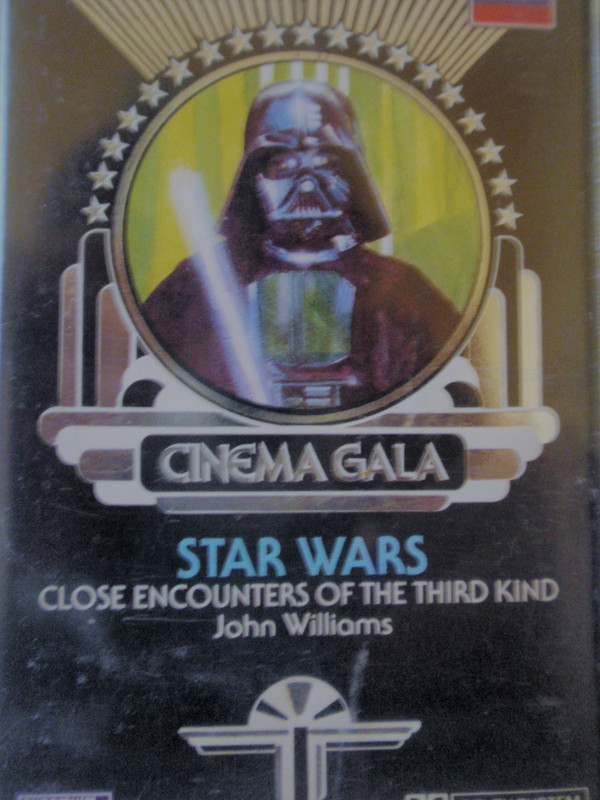 CINEMA GALA
STAR WARS
CLOSE ENCOUNTERS OF THE THIRD KIND
John Williams